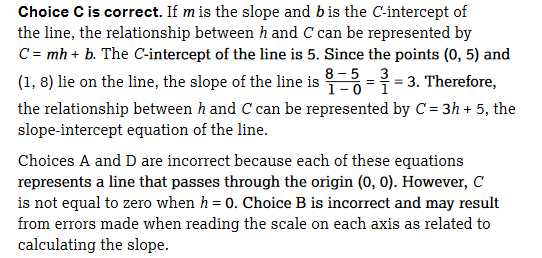 Choice C is correct. If m is the slope and b is the C-intercept of
the line, the relationship between h and C can be represented by
C = mh + b. The C-intercept of the line is 5. Since the points (0, 5) and
(1, 8) lie on the line, the slope of the line is (8 − 5)/(1 − 0) = 3/1 = 3. Therefore,
the relationship between h and C can be represented by C = 3h + 5, the
slope-intercept equation of the line.
Choices A and D are incorrect because each of these equations
represents a line that passes through the origin (0, 0). However, C
is not equal to zero when h = 0. Choice B is incorrect and may result
from errors made when reading the scale on each axis as related to
calculating the slope.